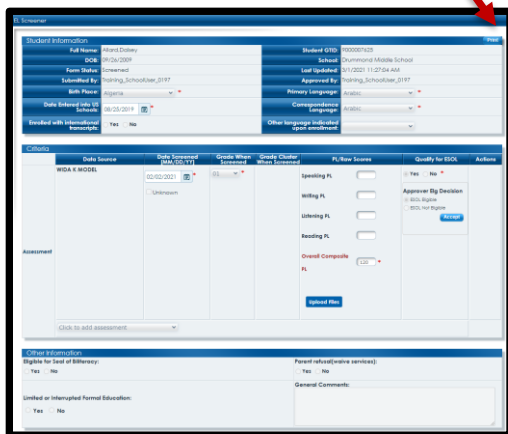 EL Screener
Student Information Print
Full Name: Allard,Daisey Student GTID: 9000007625
DOB: 09/26/2009 School: Drummond Middle School
Form Status: Screened Last Updated: 3/1/2021 11:27:04 AM
Submitted By: Training_SchoolUser_0197 Approved By: Training_SchoolUser_0197
Birth Place: Algeria * Primary Language: Arabic *
Date Entered into US Schools: 08/25/2019 * Correspondence Language: Arabic *
Enrolled with international transcripts: Yes No Other language indicated upon enrollment:
Criteria
Data Source Date Screened (MM/DD/YY) Grade When Screened Grade Cluster When Screened PL/Raw Scores Qualify for ESOL Actions
Assessment
WIDA K MODEL 02/02/2021 * * Speaking PL Yes No *
Unknown
Writing PL Approver Elg Decision
ESOL Eligible
ESOL Not Eligible
Listening PL Accept
Reading PL
Overall Composite PL *
Upload Files
Click to add assessment
Other Information
Eligible for Seal of Biliteracy: Parent refusal(waive services):
Yes No Yes No
General Comments:
Limited or Interrupted Formal Education:
Yes No